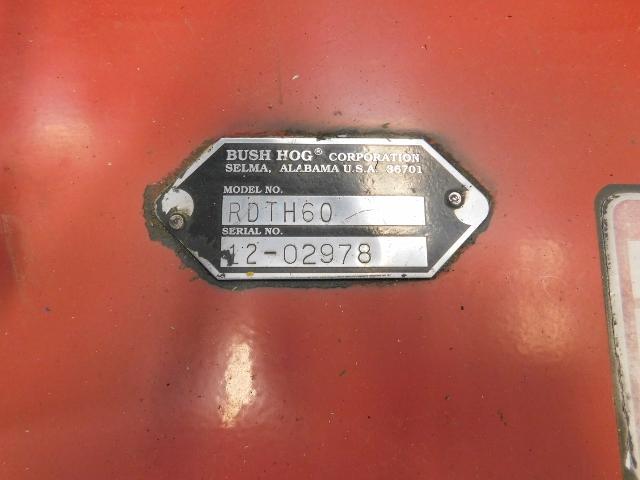 BUSH HOG® CORPORATION
SELMA, ALABAMA U.S.A. 36701
MODEL NO.
RDTH60
SERIAL NO.
12-02978